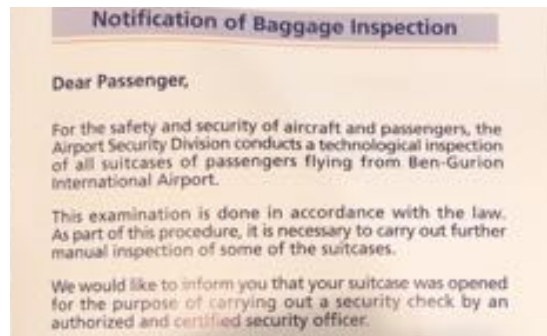 Notification of Baggage Inspection
Dear Passenger,
For the safety and security of aircraft and passengers, the
Airport Security Division conducts a technological inspection
of all suitcases of passengers flying from Ben-Gurion
International Airport.
This examination is done in accordance with the law.
As part of this procedure, it is necessary to carry out further
manual inspection of some of the suitcases.
We would like to inform you that your suitcase was opened
for the purpose of carrying out a security check by an
authorized and certified security officer.